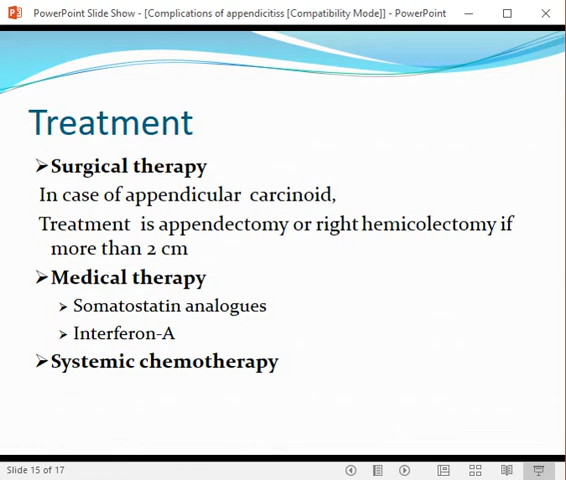 PowerPoint Slide Show - [Complications of appendicitiss [Compatibility Mode]] - PowerPoint
Treatment
➢Surgical therapy
In case of appendicular carcinoid,
Treatment is appendectomy or right hemicolectomy if
more than 2 cm
➢Medical therapy
➢ Somatostatin analogues
➢ Interferon-A
➢Systemic chemotherapy
Slide 15 of 17